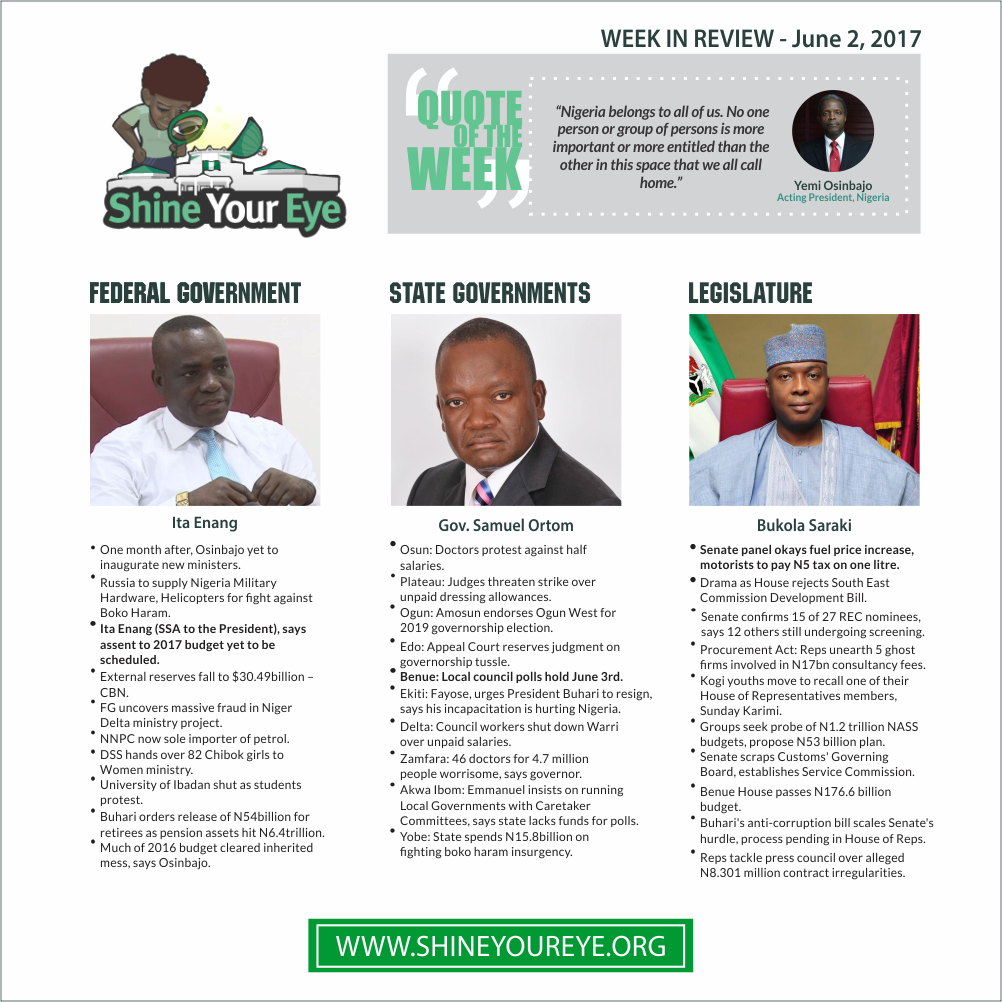 WEEK IN REVIEW - June 2, 2017
Shine Your Eye
“
QUOTE
OF THE
WEEK
”
“Nigeria belongs to all of us. No one
person or group of persons is more
important or more entitled than the
other in this space that we all call
home.”
Yemi Osinbajo
Acting President, Nigeria
FEDERAL GOVERNMENT
Ita Enang
• One month after, Osinbajo yet to
inaugurate new ministers.
• Russia to supply Nigeria Military
Hardware, Helicopters for fight against
Boko Haram.
• Ita Enang (SSA to the President), says
assent to 2017 budget yet to be
scheduled.
• External reserves fall to $30.49billion –
CBN.
• FG uncovers massive fraud in Niger
Delta ministry project.
• NNPC now sole importer of petrol.
• DSS hands over 82 Chibok girls to
Women ministry.
• University of Ibadan shut as students
protest.
• Buhari orders release of N54billion for
retirees as pension assets hit N6.4trillion.
• Much of 2016 budget cleared inherited
mess, says Osinbajo.
STATE GOVERNMENTS
Gov. Samuel Ortom
• Osun: Doctors protest against half
salaries.
• Plateau: Judges threaten strike over
unpaid dressing allowances.
• Ogun: Amosun endorses Ogun West for
2019 governorship election.
• Edo: Appeal Court reserves judgment on
governorship tussle.
• Benue: Local council polls hold June 3rd.
• Ekiti: Fayose, urges President Buhari to resign,
says his incapacitation is hurting Nigeria.
• Delta: Council workers shut down Warri
over unpaid salaries.
• Zamfara: 46 doctors for 4.7 million
people worrisome, says governor.
• Akwa Ibom: Emmanuel insists on running
Local Governments with Caretaker
Committees, says state lacks funds for polls.
• Yobe: State spends N15.8billion on
fighting boko haram insurgency.
LEGISLATURE
Bukola Saraki
• Senate panel okays fuel price increase,
motorists to pay N5 tax on one litre.
• Drama as House rejects South East
Commission Development Bill.
• Senate confirms 15 of 27 REC nominees,
says 12 others still undergoing screening.
• Procurement Act: Reps unearth 5 ghost
firms involved in N17bn consultancy fees.
• Kogi youths move to recall one of their
House of Representatives members,
Sunday Karimi.
• Groups seek probe of N1.2 trillion NASS
budgets, propose N53 billion plan.
• Senate scraps Customs' Governing
Board, establishes Service Commission.
• Benue House passes N176.6 billion
budget.
• Buhari's anti-corruption bill scales Senate's
hurdle, process pending in House of Reps.
• Reps tackle press council over alleged
N8.301 million contract irregularities.
WWW.SHINEYOUREYE.ORG